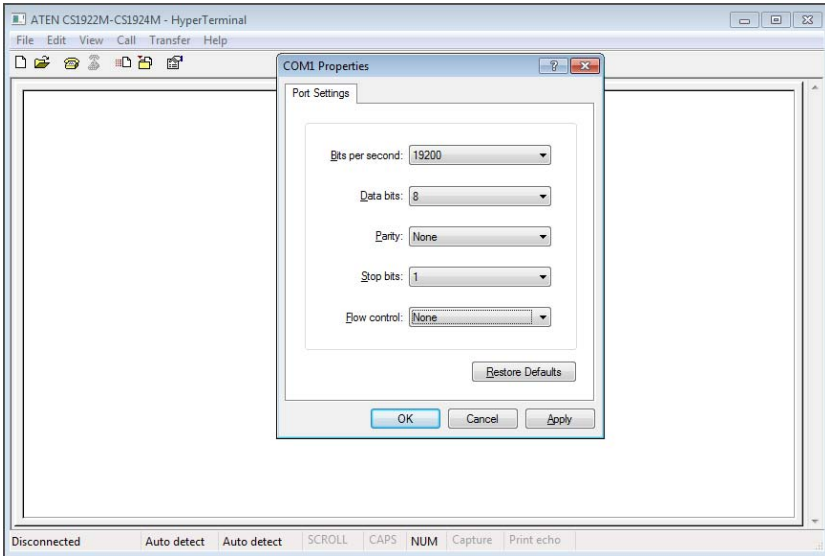 ATEN CS1922M-CS1924M - HyperTerminal
File Edit View Call Transfer Help
COM1 Properties
Port Settings
Bits per second: 19200
Data bits: 8
Parity: None
Stop bits: 1
Flow control: None
Restore Defaults
OK Cancel Apply
Disconnected Auto detect Auto detect SCROLL CAPS NUM Capture Print echo